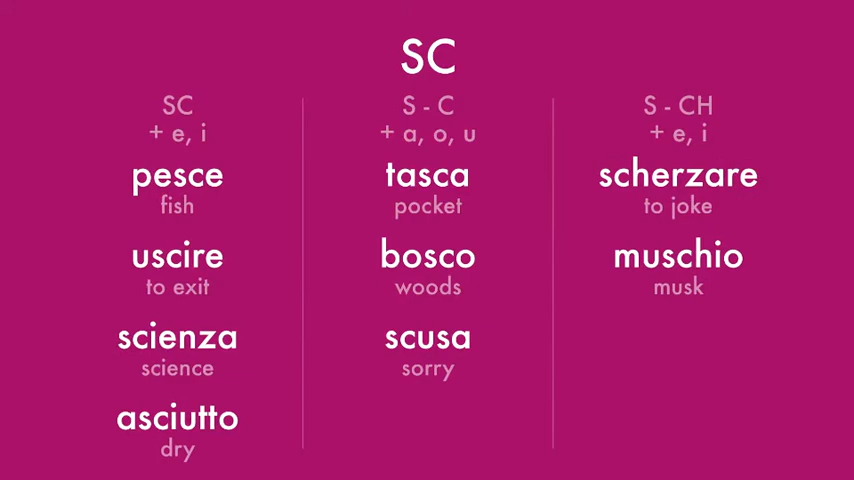 SC
SC
+ e, i
pesce
fish
uscire
to exit
scienza
science
asciutto
dry
S - C
+ a, o, u
tasca
pocket
bosco
woods
scusa
sorry
S - CH
+ e, i
scherzare
to joke
muschio
musk